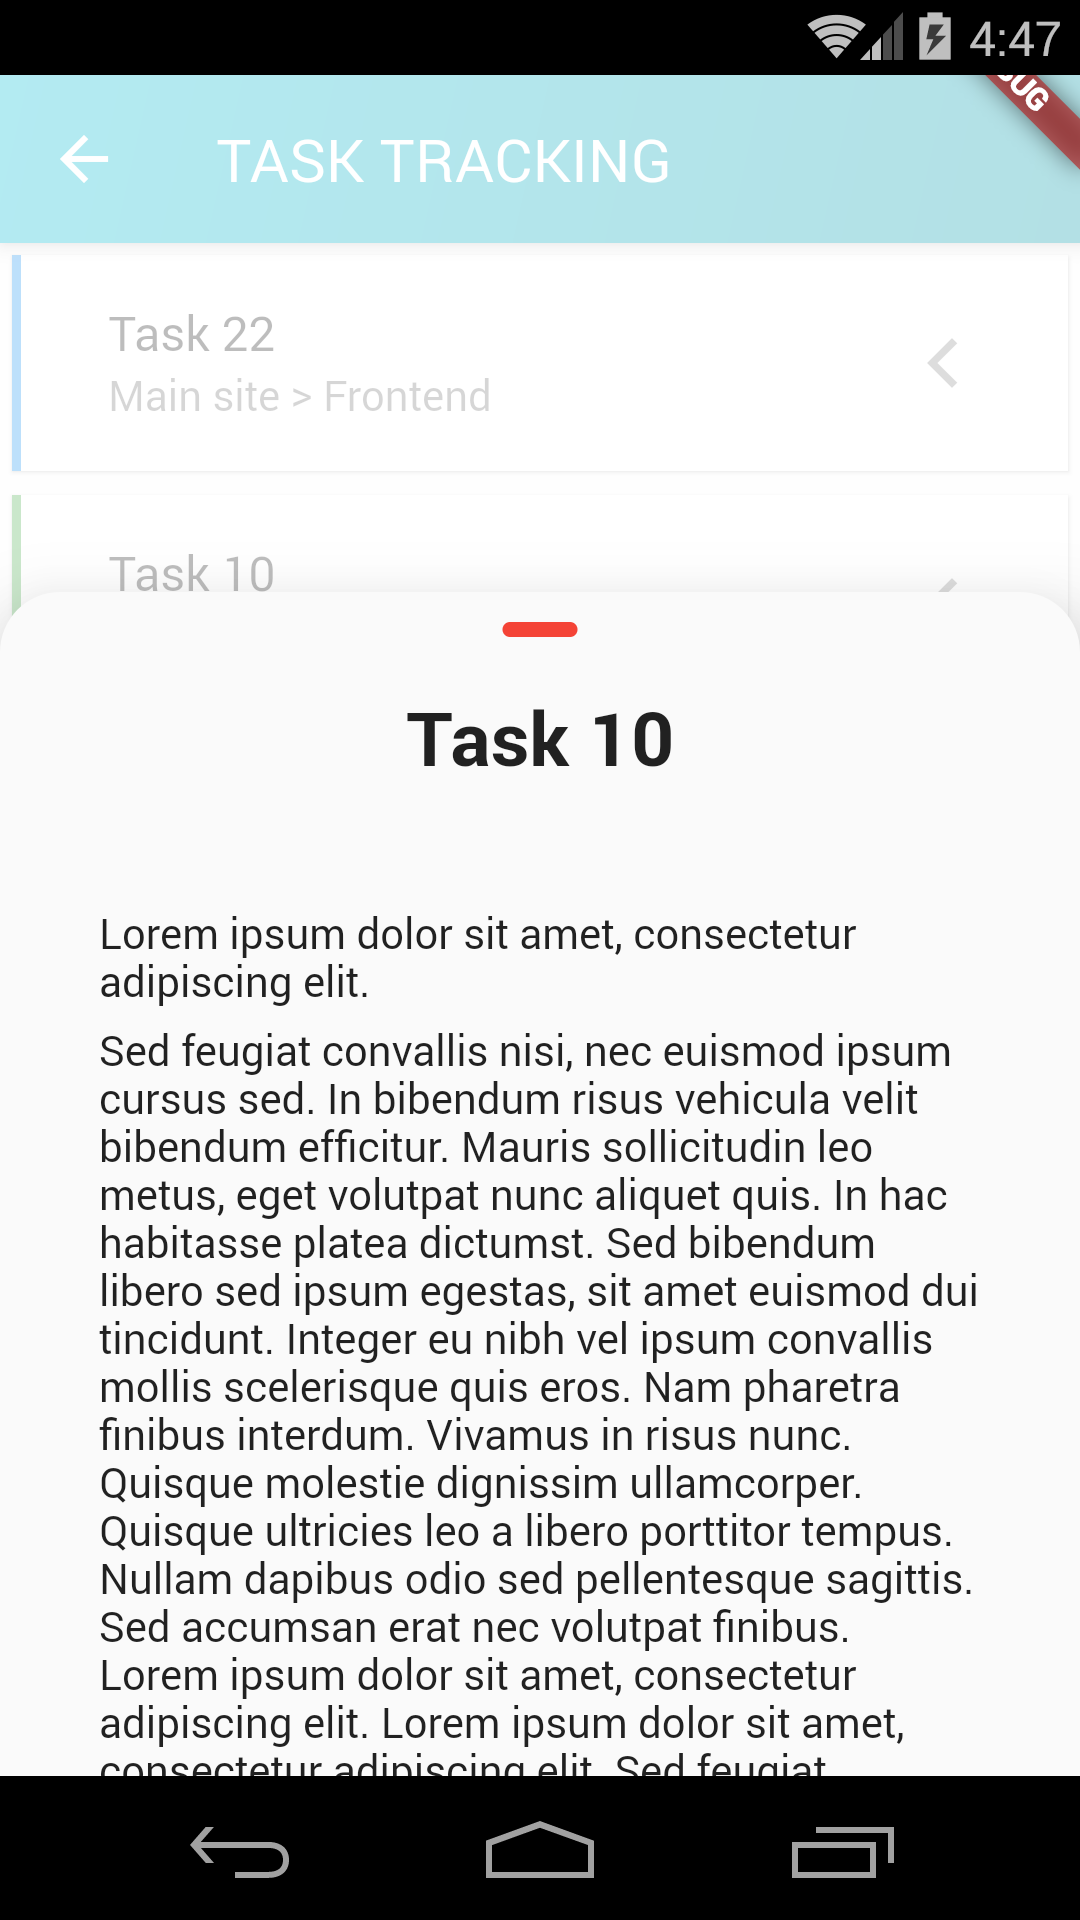 4:47
TASK TRACKING
Task 22
Main site > Frontend
Task 10
Task 10
Lorem ipsum dolor sit amet, consectetur
adipiscing elit.
Sed feugiat convallis nisi, nec euismod ipsum
cursus sed. In bibendum risus vehicula velit
bibendum efficitur. Mauris sollicitudin leo
metus, eget volutpat nunc aliquet quis. In hac
habitasse platea dictumst. Sed bibendum
libero sed ipsum egestas, sit amet euismod dui
tincidunt. Integer eu nibh vel ipsum convallis
mollis scelerisque quis eros. Nam pharetra
finibus interdum. Vivamus in risus nunc.
Quisque molestie dignissim ullamcorper.
Quisque ultricies leo a libero porttitor tempus.
Nullam dapibus odio sed pellentesque sagittis.
Sed accumsan erat nec volutpat finibus.
Lorem ipsum dolor sit amet, consectetur
adipiscing elit. Lorem ipsum dolor sit amet,
consectetur adipiscing elit. Sed feugiat